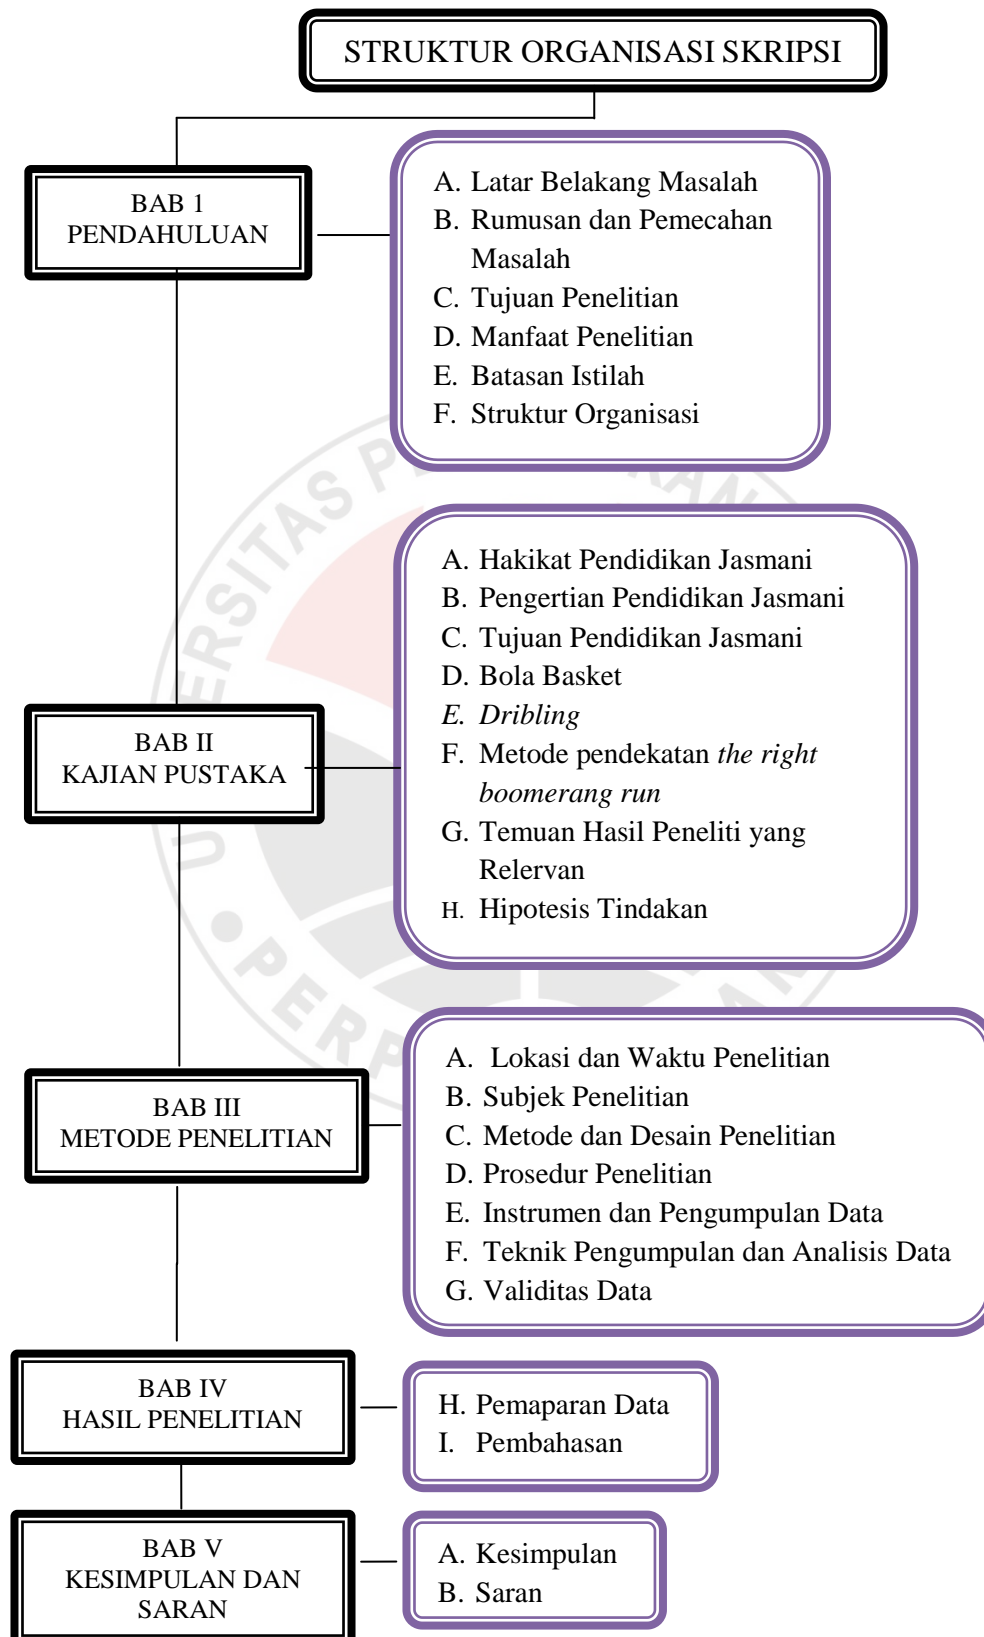 STRUKTUR ORGANISASI SKRIPSI
BAB 1
PENDAHULUAN
A. Latar Belakang Masalah
B. Rumusan dan Pemecahan
Masalah
C. Tujuan Penelitian
D. Manfaat Penelitian
E. Batasan Istilah
F. Struktur Organisasi
BAB II
KAJIAN PUSTAKA
A. Hakikat Pendidikan Jasmani
B. Pengertian Pendidikan Jasmani
C. Tujuan Pendidikan Jasmani
D. Bola Basket
E. Dribling
F. Metode pendekatan the right
boomerang run
G. Temuan Hasil Peneliti yang
Relervan
H. Hipotesis Tindakan
BAB III
METODE PENELITIAN
A. Lokasi dan Waktu Penelitian
B. Subjek Penelitian
C. Metode dan Desain Penelitian
D. Prosedur Penelitian
E. Instrumen dan Pengumpulan Data
F. Teknik Pengumpulan dan Analisis Data
G. Validitas Data
BAB IV
HASIL PENELITIAN
H. Pemaparan Data
I. Pembahasan
BAB V
KESIMPULAN DAN
SARAN
A. Kesimpulan
B. Saran